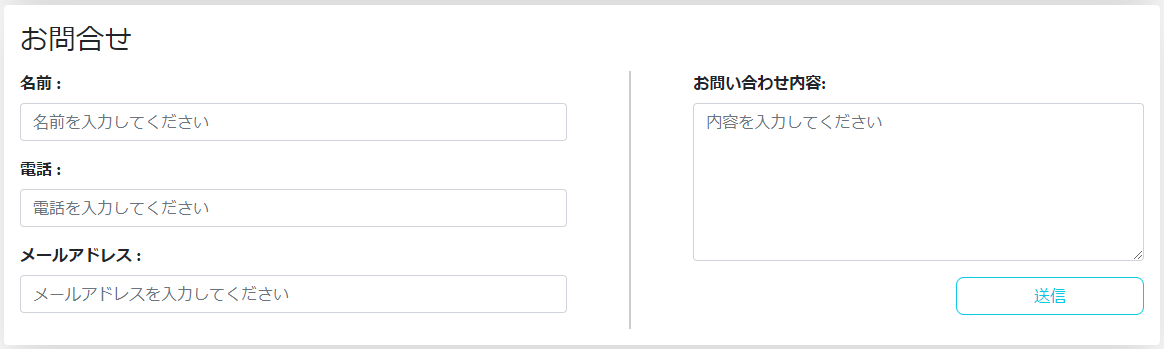 お問合せ
名前 :
名前を入力してください
電話 :
電話を入力してください
メールアドレス :
メールアドレスを入力してください
お問い合わせ内容:
内容を入力してください
送信